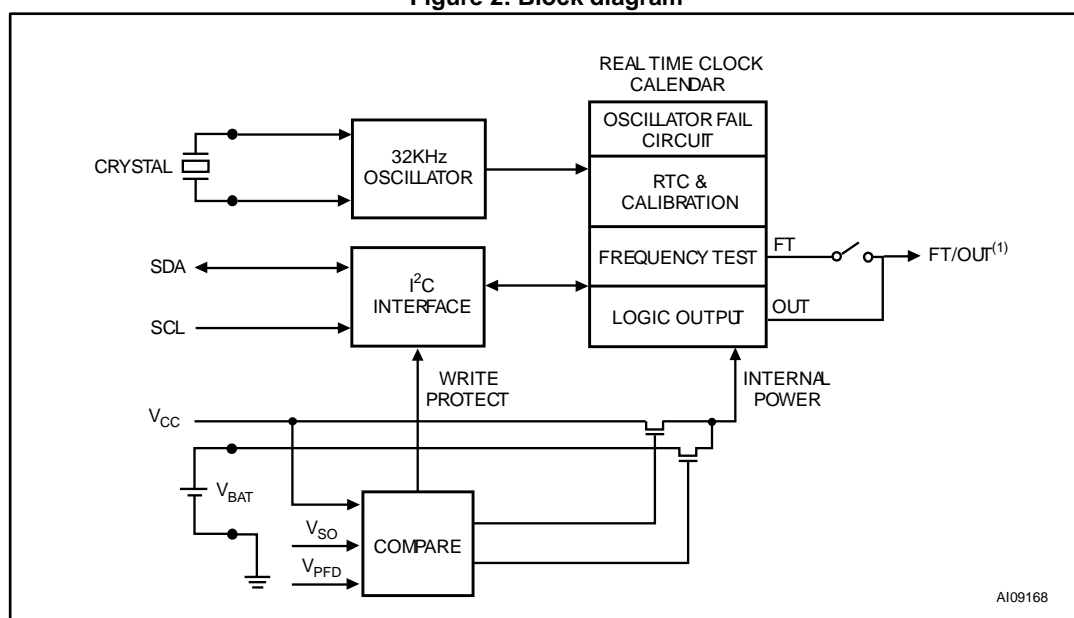 Figure 2. Block diagram
REAL TIME CLOCK
CALENDAR
OSCILLATOR FAIL
CIRCUIT
CRYSTAL
32KHz
OSCILLATOR
RTC &
CALIBRATION
FREQUENCY TEST
FT
FT/OUT(1)
SDA
I2C
INTERFACE
LOGIC OUTPUT
OUT
SCL
WRITE
PROTECT
INTERNAL
POWER
VCC
VBAT
VSO
COMPARE
VPFD
AI09168